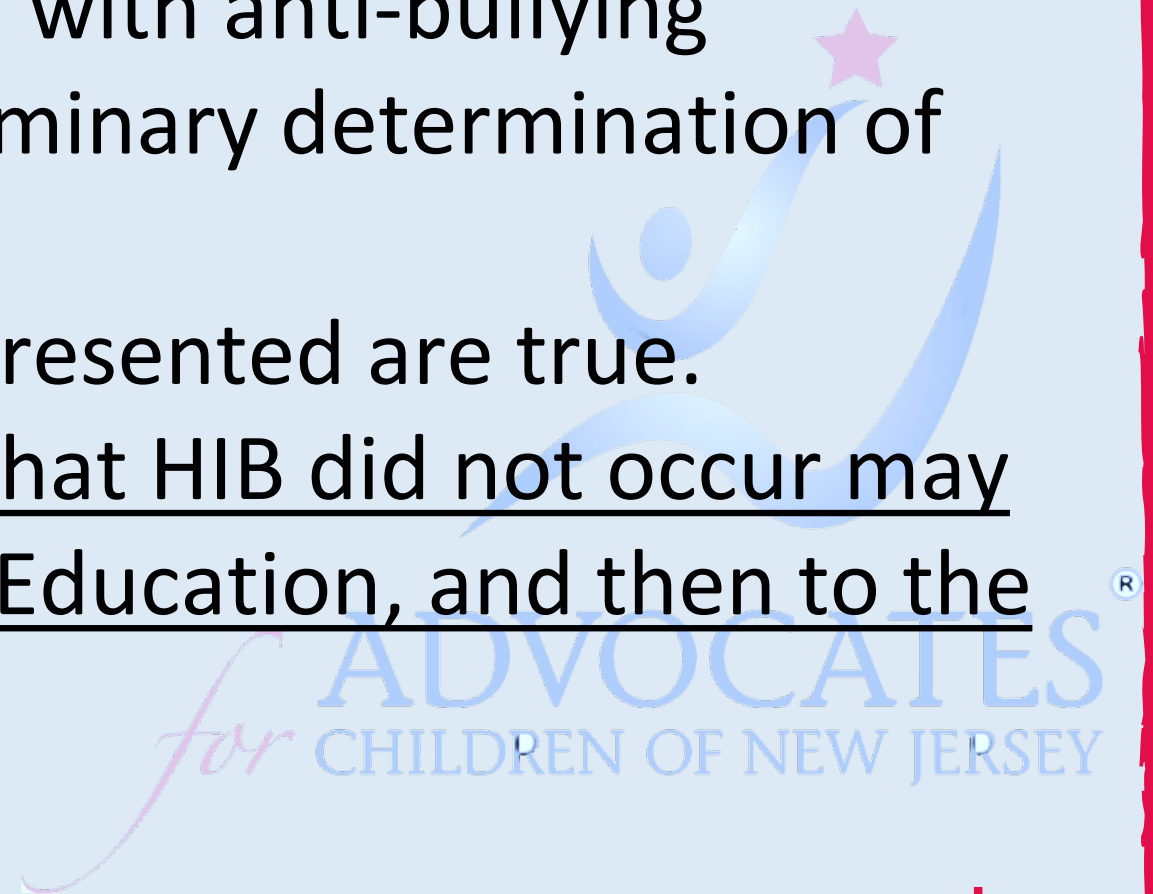 with anti-bullying
minary determination of
resented are true.
hat HIB did not occur may
Education, and then to the
®
ADVOCATES
for CHILDREN OF NEW JERSEY